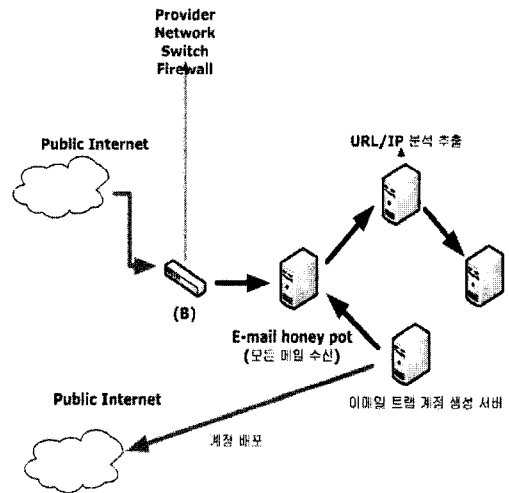 Provider
Network
Switch
Firewall
Public Internet
URL/IP 분석 추출
(B)
E-mail honey pot
(모든 메일 수신)
Public Internet
이메일 트랩 계정 생성 서버
계정 배포